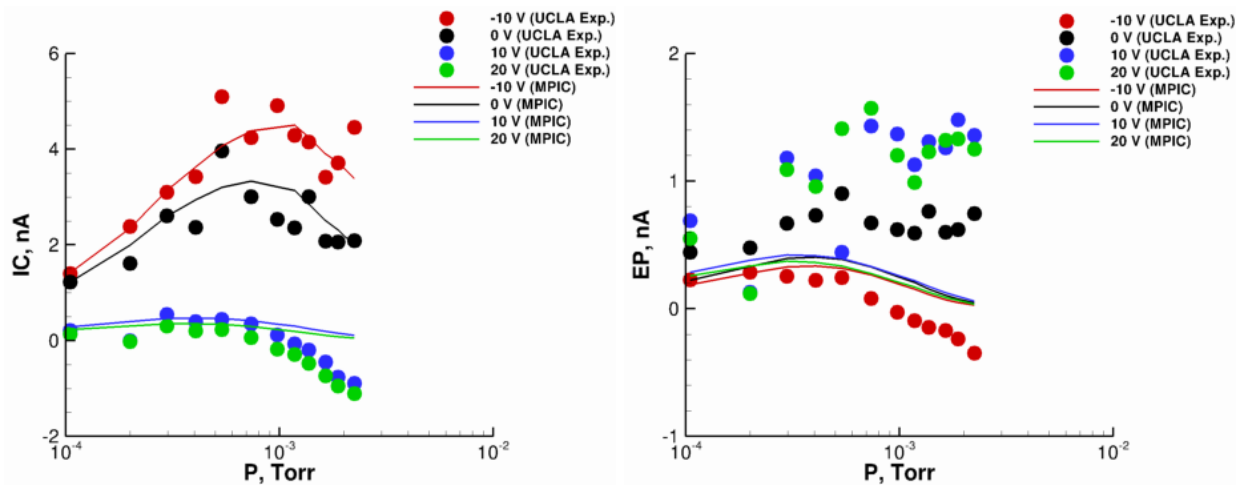 6
4
2
0
-2
IC, nA
10-4
10-3
10-2
P, Torr
-10 V (UCLA Exp.)
0 V (UCLA Exp.)
10 V (UCLA Exp.)
20 V (UCLA Exp.)
-10 V (MPIC)
0 V (MPIC)
10 V (MPIC)
20 V (MPIC)
2
1
0
-1
EP, nA
10-4
10-3
10-2
P, Torr
-10 V (UCLA Exp.)
0 V (UCLA Exp.)
10 V (UCLA Exp.)
20 V (UCLA Exp.)
-10 V (MPIC)
0 V (MPIC)
10 V (MPIC)
20 V (MPIC)